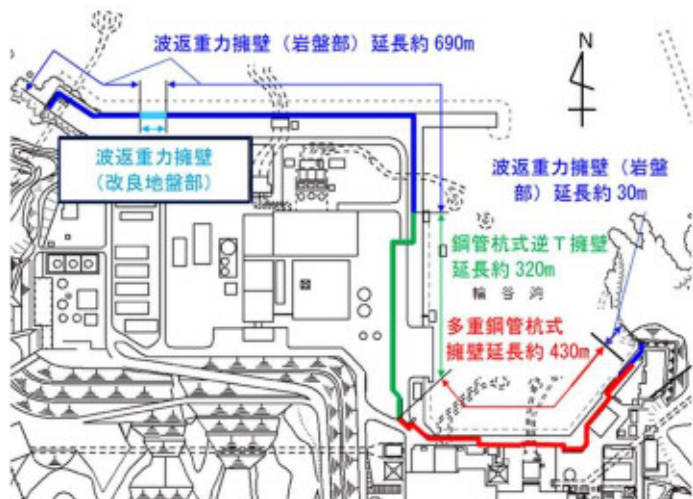 波返重力擁壁（岩盤部）延長約 690m
N
波返重力擁壁
（改良地盤部）
波返重力擁壁（岩盤
部）延長約 30m
鋼管杭式逆T擁壁
延長約 320m
輪谷湾
多重鋼管杭式
擁壁延長約 430m